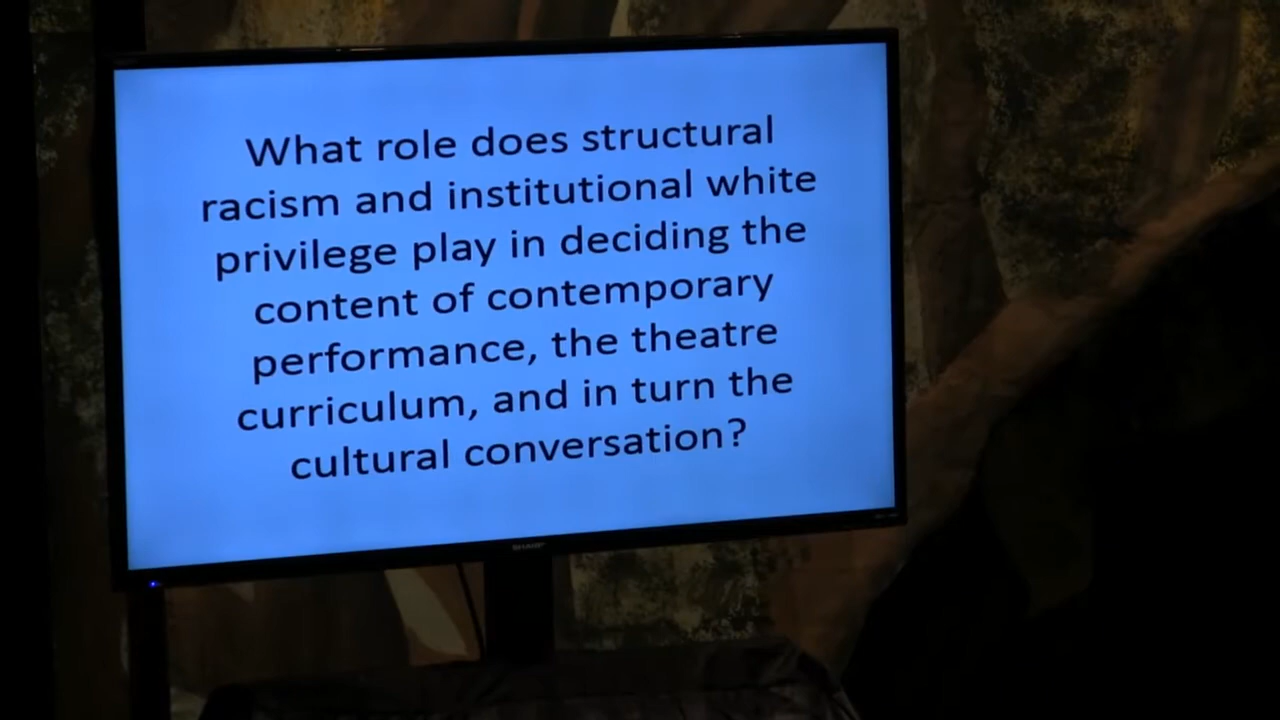 What role does structural
racism and institutional white
privilege play in deciding the
content of contemporary
performance, the theatre
curriculum, and in turn the
cultural conversation?
SHARP